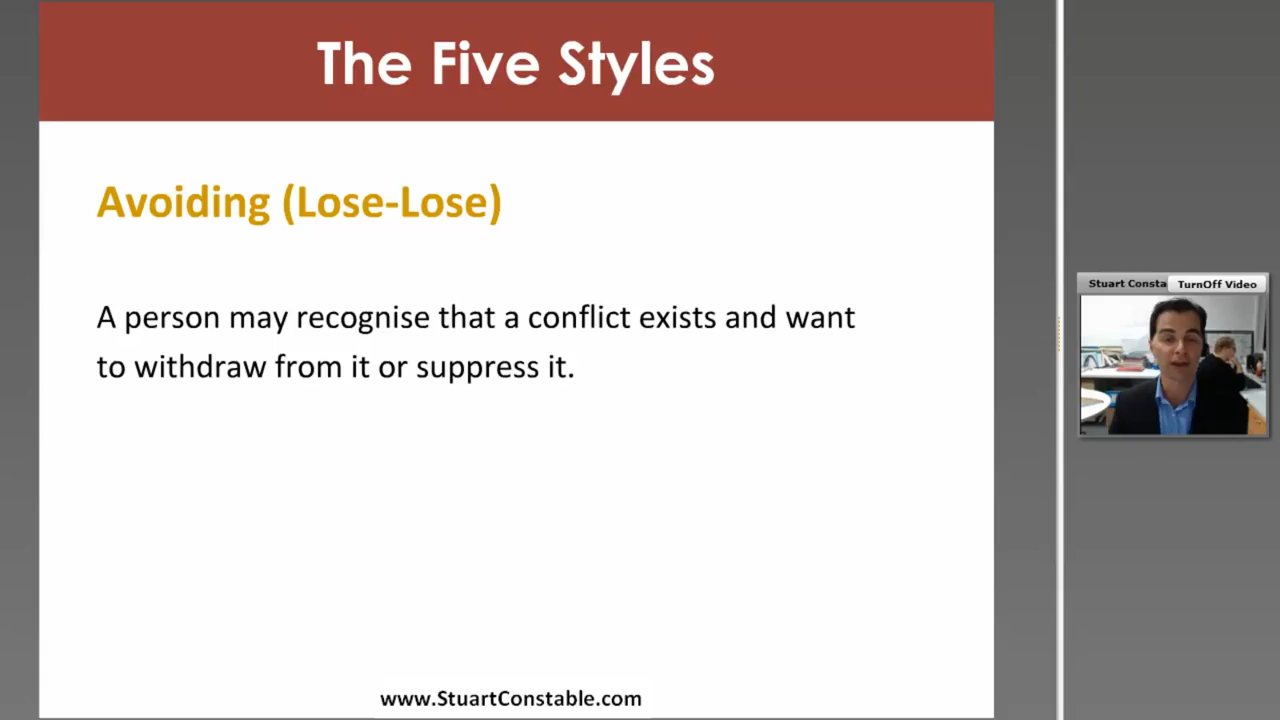 The Five Styles
Avoiding (Lose-Lose)
A person may recognise that a conflict exists and want
to withdraw from it or suppress it.
www.StuartConstable.com
Stuart Consta
TurnOff Video